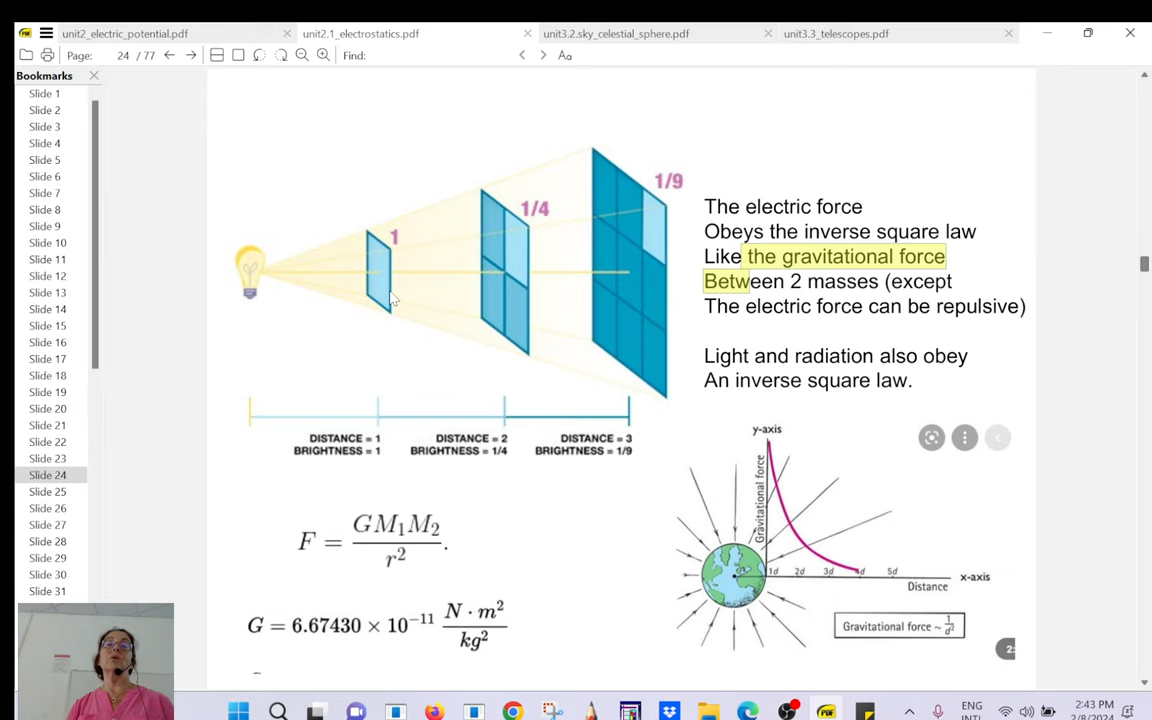 unit2_electric_potential.pdf
unit2.1_electrostatics.pdf
unit3.2.sky_celestial_sphere.pdf
unit3.3_telescopes.pdf
Page: 24 / 77
Find:
Aa
Bookmarks
Slide 1
Slide 2
Slide 3
Slide 4
Slide 5
Slide 6
Slide 7
Slide 8
Slide 9
Slide 10
Slide 11
Slide 12
Slide 13
Slide 14
Slide 15
Slide 16
Slide 17
Slide 18
Slide 19
Slide 20
Slide 21
Slide 22
Slide 23
Slide 24
Slide 25
Slide 26
Slide 27
Slide 28
Slide 29
Slide 30
Slide 31
1
1/4
1/9
DISTANCE = 1
BRIGHTNESS = 1
DISTANCE = 2
BRIGHTNESS = 1/4
DISTANCE = 3
BRIGHTNESS = 1/9
The electric force
Obeys the inverse square law
Like the gravitational force
Between 2 masses (except
The electric force can be repulsive)
Light and radiation also obey
An inverse square law.
F = GM₁M₂ / r².
G = 6.67430 × 10⁻¹¹ N · m² / kg²
y-axis
Gravitational force
1d 2d 3d 4d 5d
x-axis
Distance
Gravitational force ~ 1/d²
ENG
INTL
2:43 PM